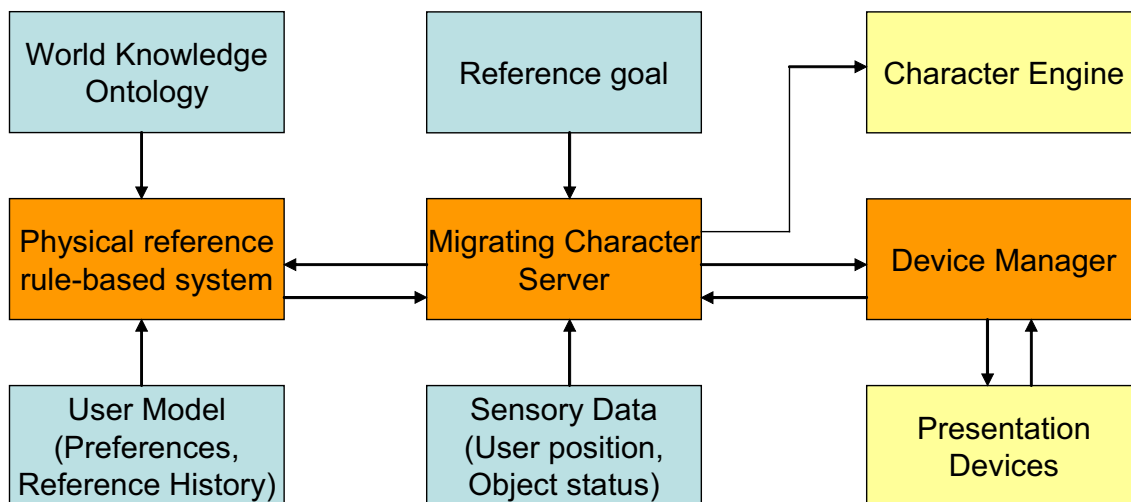 World Knowledge
Ontology
Reference goal
Character Engine
Physical reference
rule-based system
Migrating Character
Server
Device Manager
User Model
(Preferences,
Reference History)
Sensory Data
(User position,
Object status)
Presentation
Devices